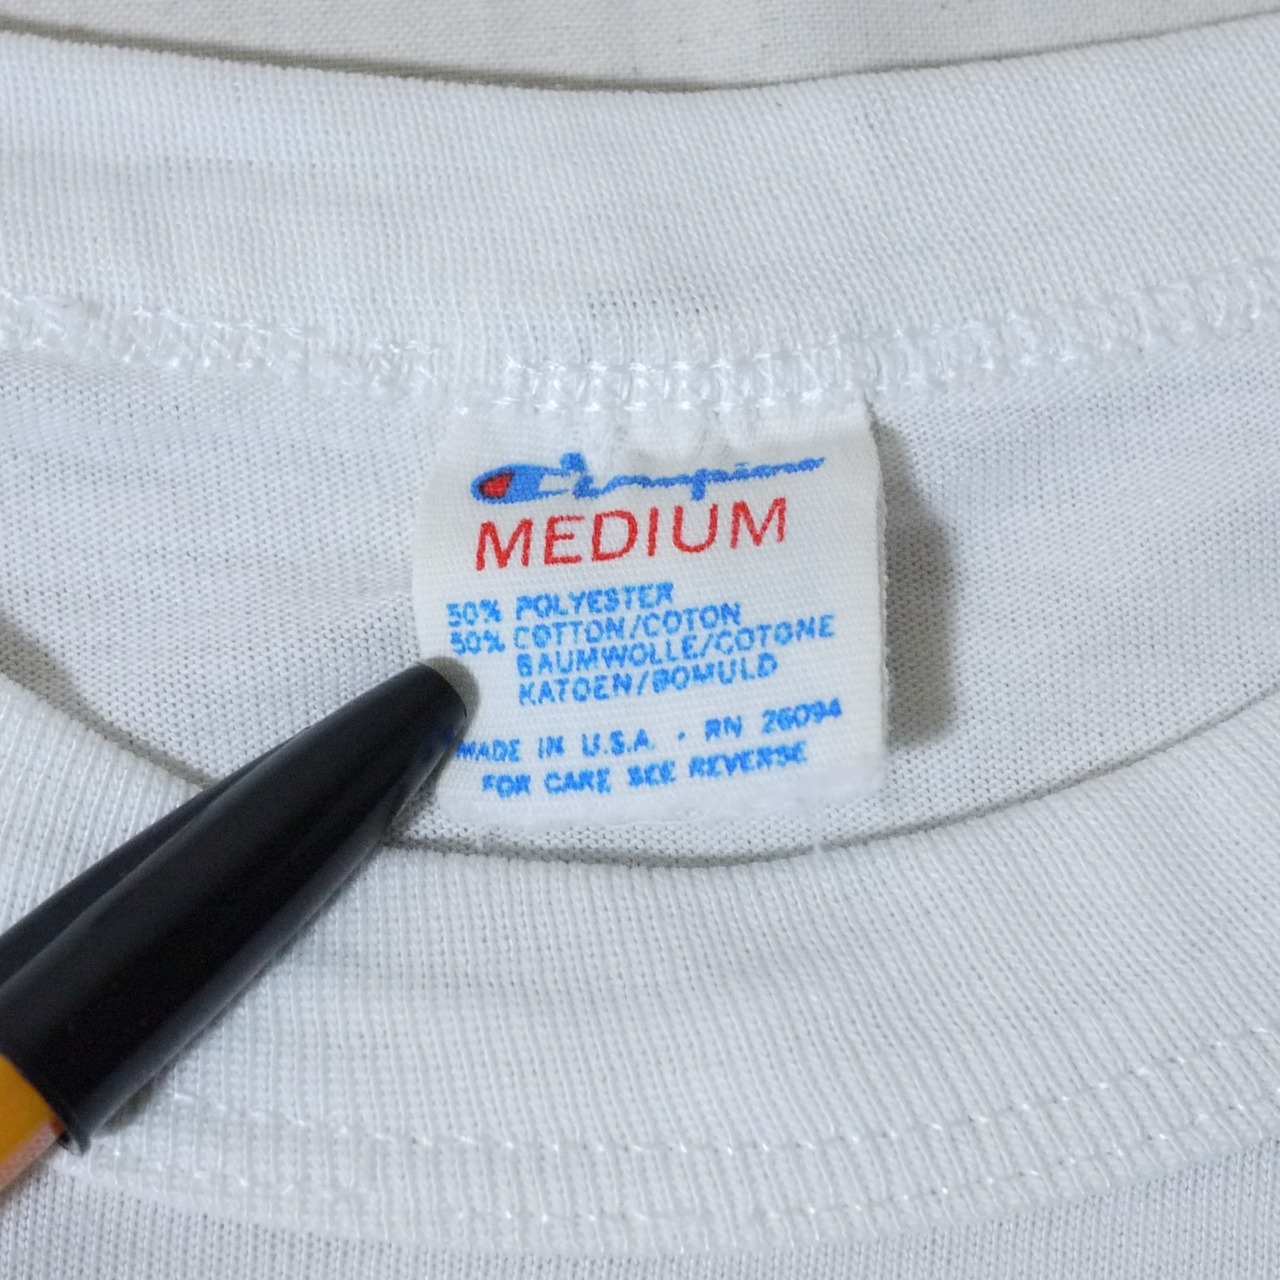 Champion
MEDIUM
50% POLYESTER
50% COTTON/COTON
BAUMWOLLE/COTONE
KATOEN/BOMULD
MADE IN U.S.A. · RN 26094
FOR CARE SEE REVERSE